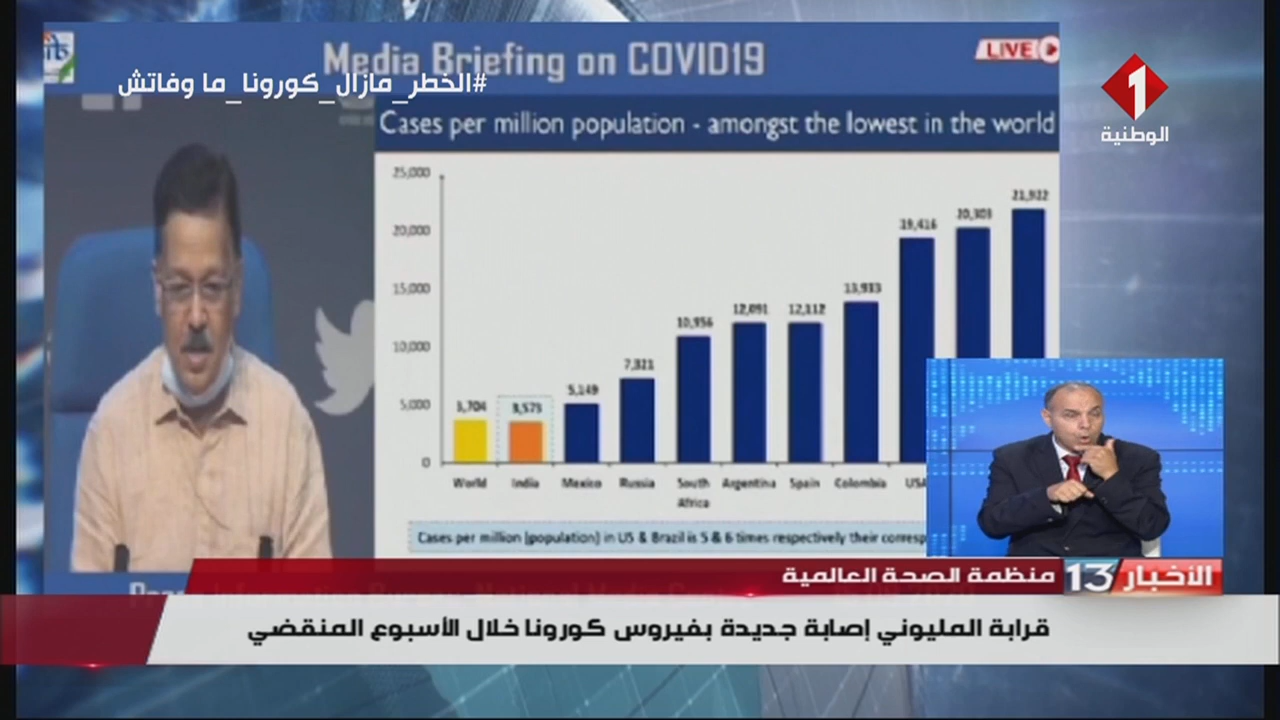 Media Briefing on COVID19
LIVE
#الخطر_مازال_كورونا_ما وفاتش
1
الوطنية
Cases per million population - amongst the lowest in the world
25,000
20,000
15,000
10,000
5,000
0
3,704
3,573
5,149
7,321
10,956
12,091
12,112
13,933
19,416
20,303
21,922
World
India
Mexico
Russia
South Africa
Argentina
Spain
Colombia
USA
Cases per million (population) in US & Brazil is 5 & 6 times respectively their
الأخبار 13
منظمة الصحة العالمية
قرابة المليوني إصابة جديدة بفيروس كورونا خلال الأسبوع المنقضي